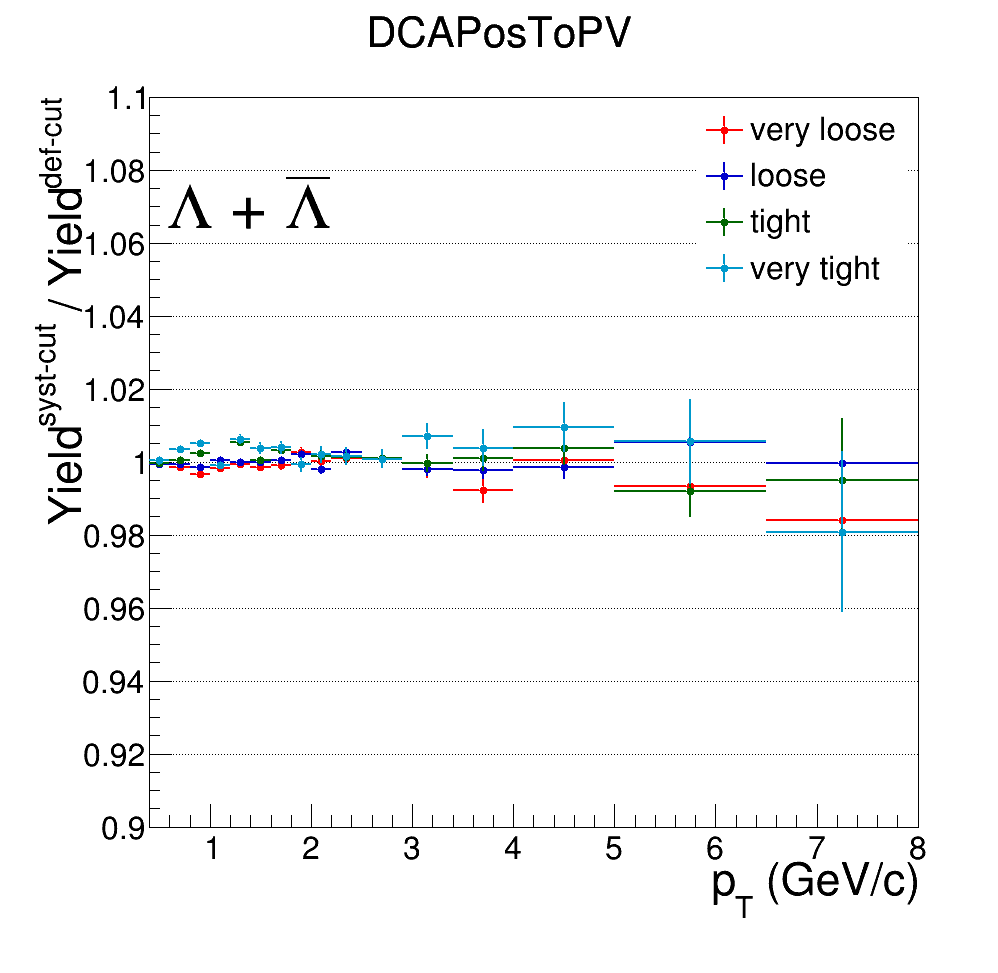 DCAPosToPV
Yield^syst-cut / Yield^def-cut
Λ + Λ̅
very loose
loose
tight
very tight
1.1
1.08
1.06
1.04
1.02
1
0.98
0.96
0.94
0.92
0.9
1 2 3 4 5 6 7 8
p_T (GeV/c)